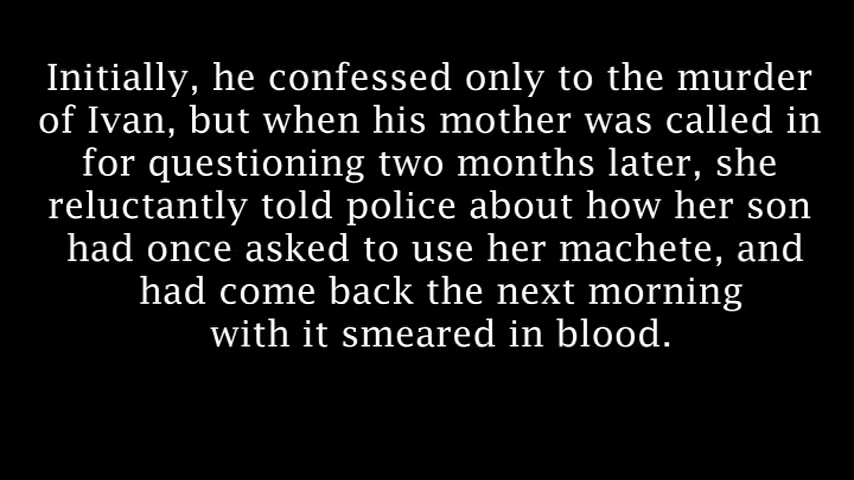 Initially, he confessed only to the murder
of Ivan, but when his mother was called in
for questioning two months later, she
reluctantly told police about how her son
had once asked to use her machete, and
had come back the next morning
with it smeared in blood.